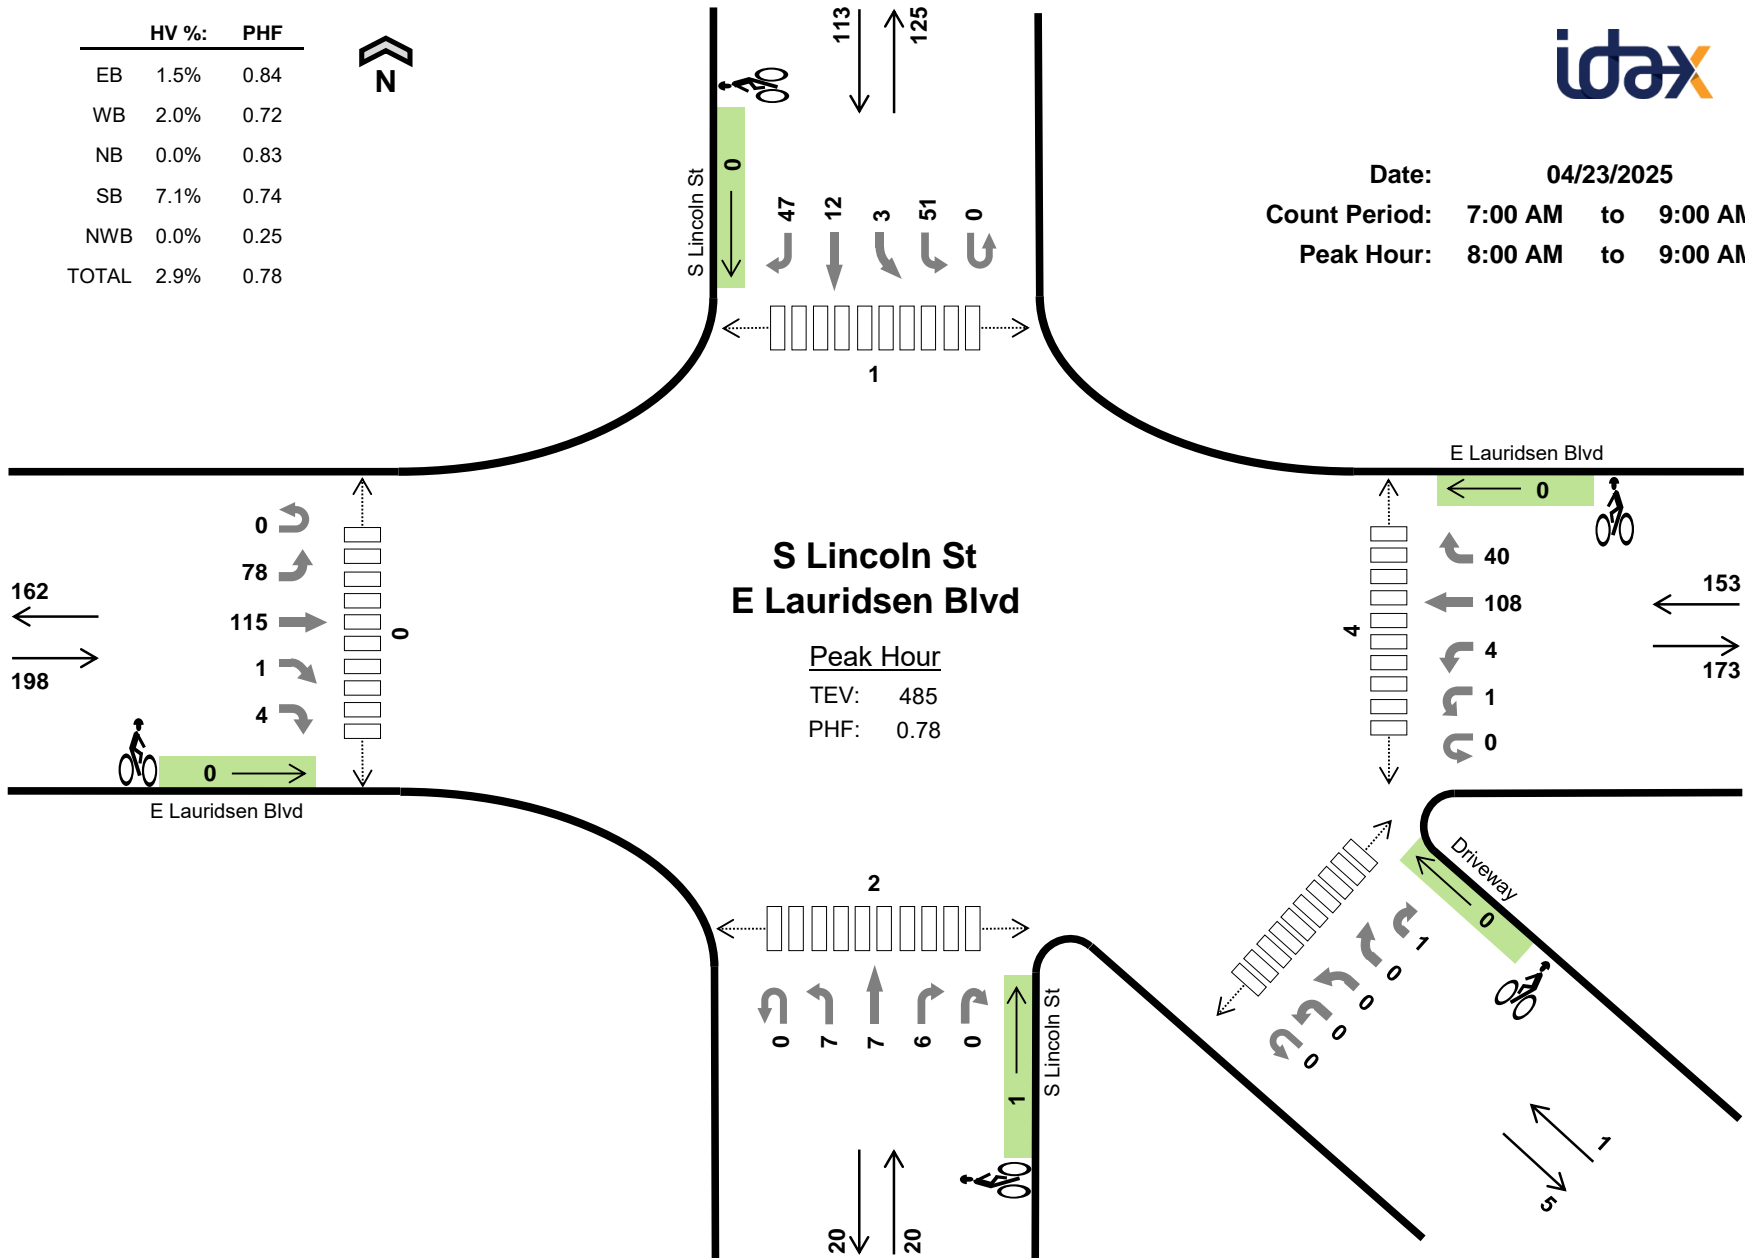 HV %: PHF
EB 1.5% 0.84
WB 2.0% 0.72
NB 0.0% 0.83
SB 7.1% 0.74
NWB 0.0% 0.25
TOTAL 2.9% 0.78
N
idax
Date: 04/23/2025
Count Period: 7:00 AM to 9:00 AM
Peak Hour: 8:00 AM to 9:00 AM
113
125
S Lincoln St
0
47
12
3
51
0
1
E Lauridsen Blvd
0
0
78
115
1
4
0
162
198
0
E Lauridsen Blvd
S Lincoln St
E Lauridsen Blvd
Peak Hour
TEV: 485
PHF: 0.78
4
40
108
4
1
0
153
173
2
0
7
7
6
0
1
S Lincoln St
20
20
Driveway
0
1
0
0
0
0
1
5